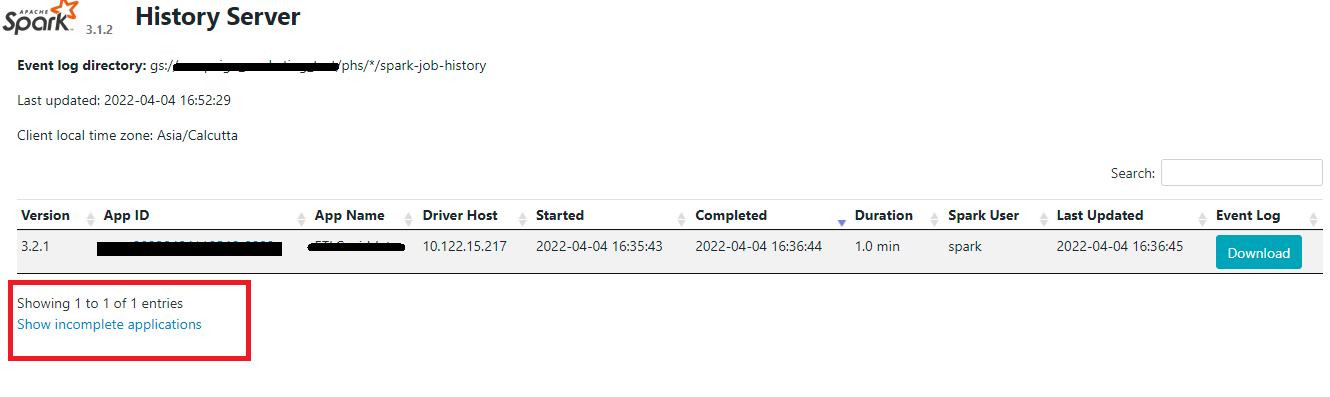 APACHE
Spark 3.1.2 History Server
Event log directory: gs:// /phs/*/spark-job-history
Last updated: 2022-04-04 16:52:29
Client local time zone: Asia/Calcutta
Search:
Version App ID App Name Driver Host Started Completed Duration Spark User Last Updated Event Log
3.2.1 10.122.15.217 2022-04-04 16:35:43 2022-04-04 16:36:44 1.0 min spark 2022-04-04 16:36:45 Download
Showing 1 to 1 of 1 entries
Show incomplete applications